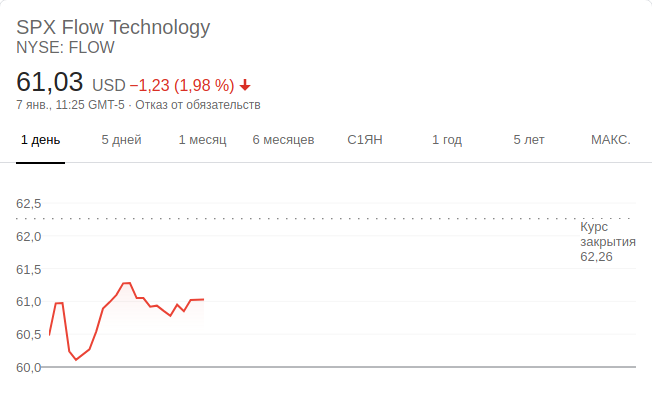 SPX Flow Technology
NYSE: FLOW
61,03 USD −1,23 (1,98 %)
7 янв., 11:25 GMT-5 · Отказ от обязательств
1 день 5 дней 1 месяц 6 месяцев С1ЯН 1 год 5 лет МАКС.
62,5
Курс
закрытия
62,26
62,0
61,5
61,0
60,5
60,0